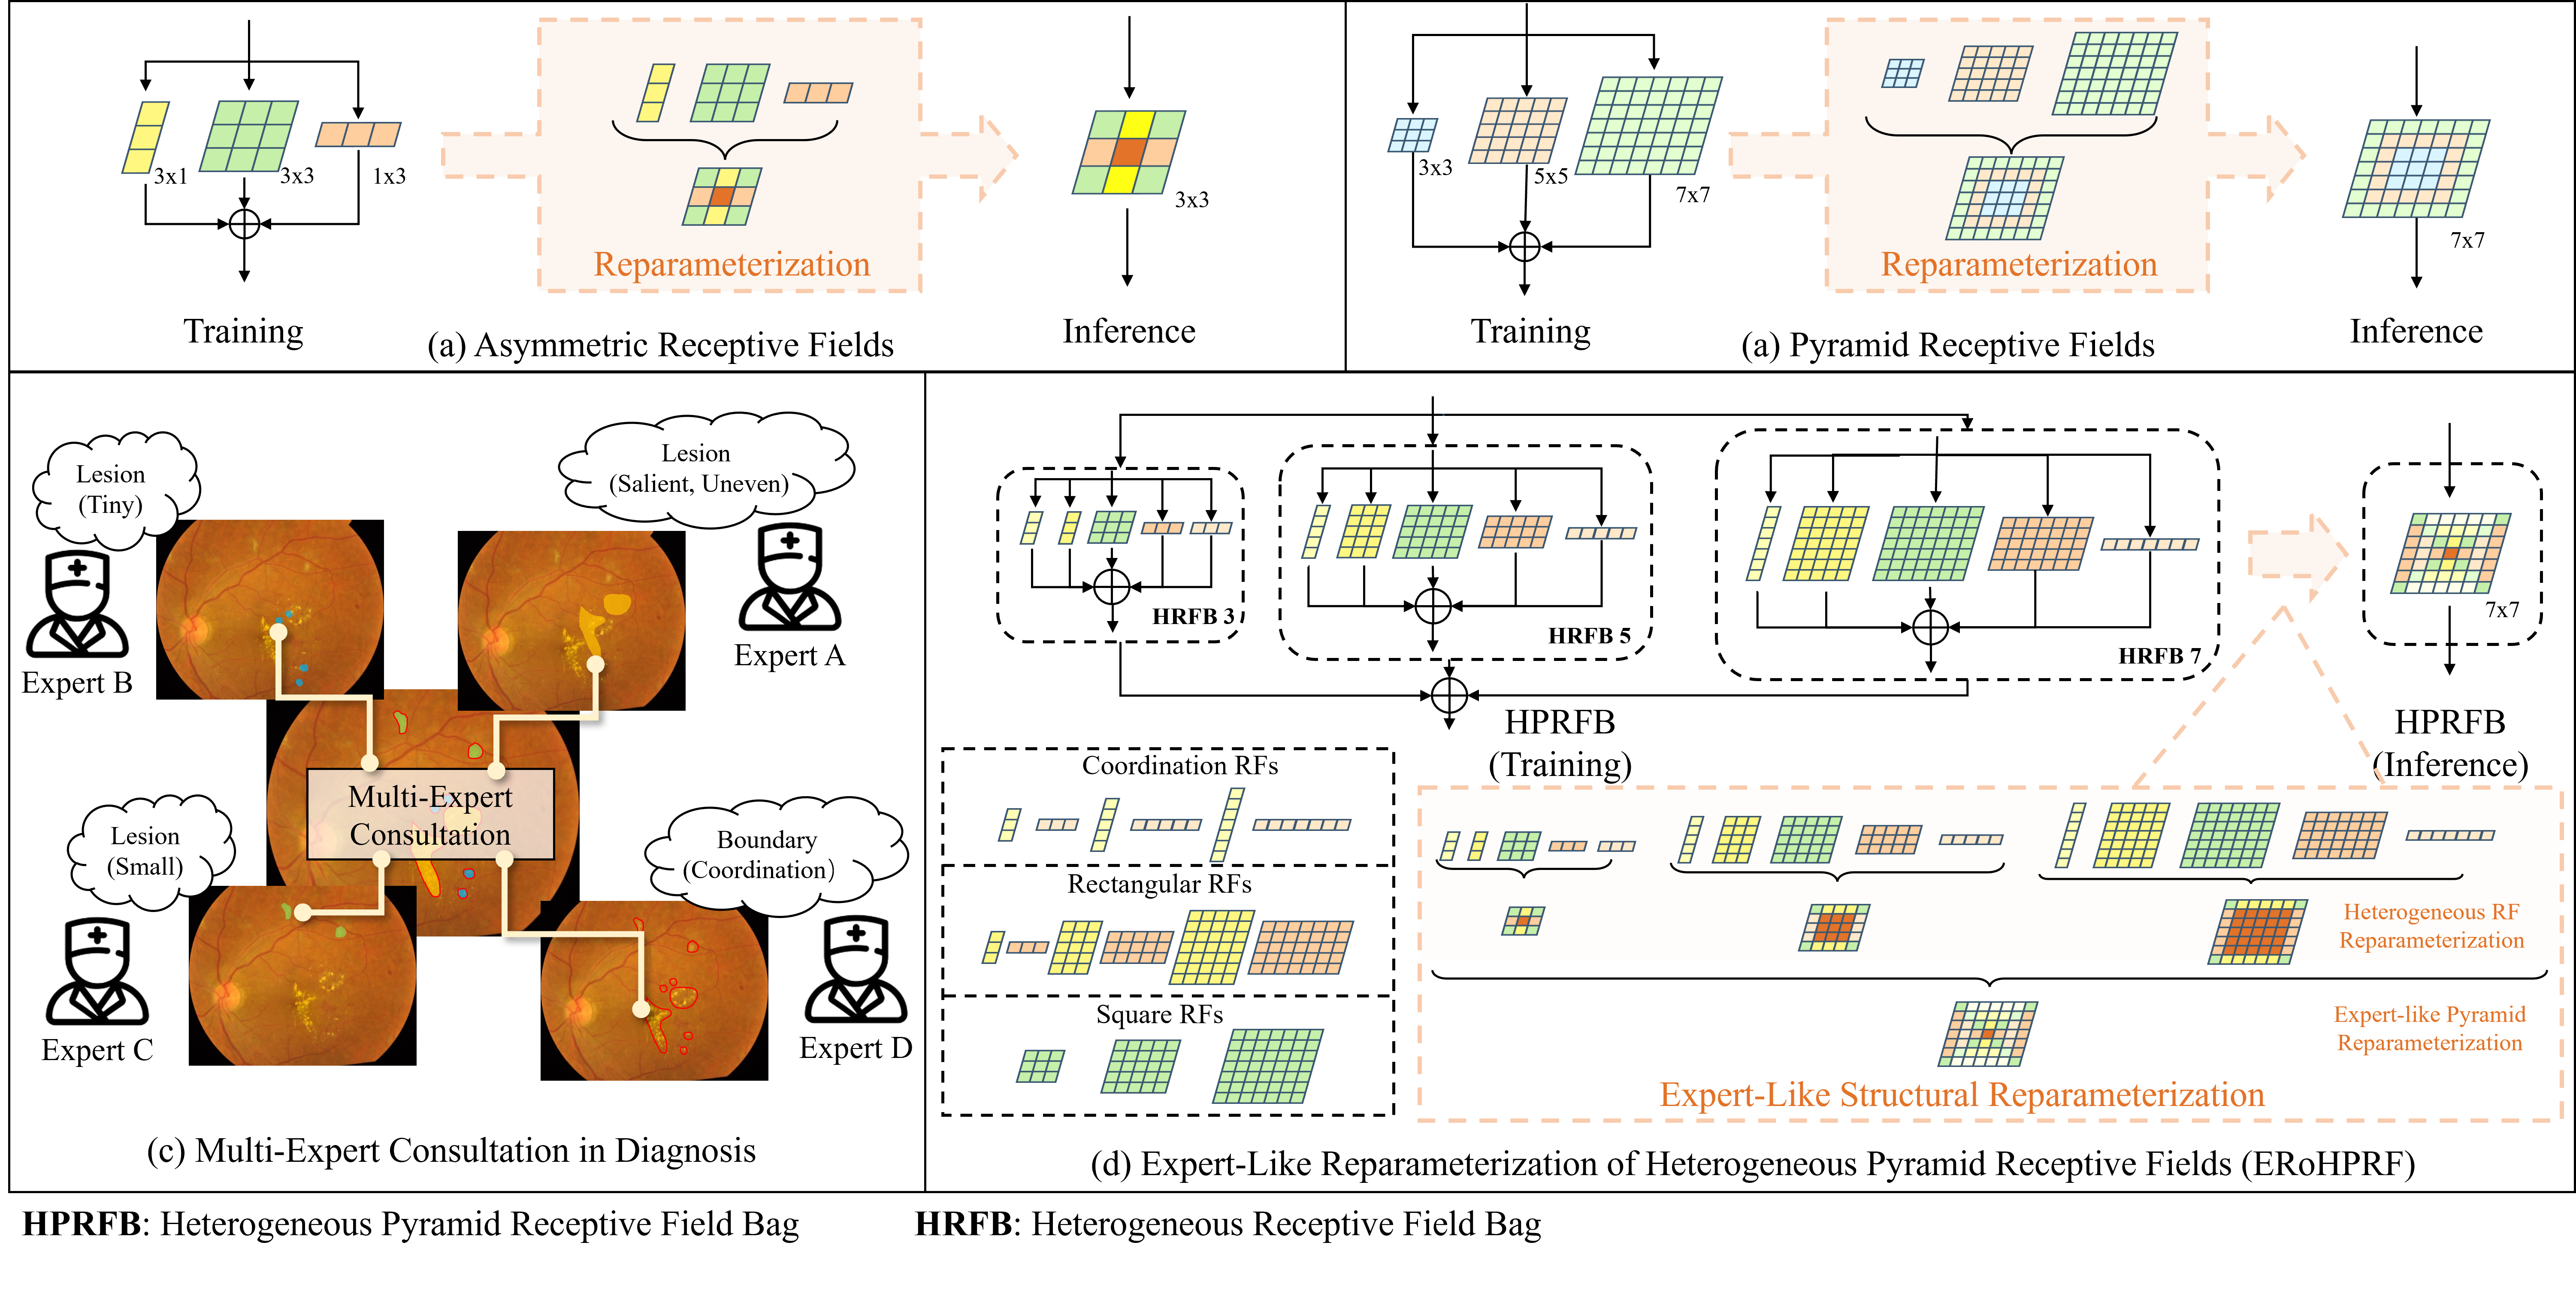 3x1
3x3
1x3
Reparameterization
3x3
Training
(a) Asymmetric Receptive Fields
Inference
3x3
5x5
7x7
Reparameterization
7x7
Training
(a) Pyramid Receptive Fields
Inference
Lesion
(Tiny)
Lesion
(Salient, Uneven)
Expert B
Expert A
Multi-Expert
Consultation
Lesion
(Small)
Boundary
(Coordination)
Expert C
Expert D
(c) Multi-Expert Consultation in Diagnosis
HRFB 3
HRFB 5
HRFB 7
7x7
HPRFB
(Training)
HPRFB
(Inference)
Coordination RFs
Rectangular RFs
Square RFs
Heterogeneous RF
Reparameterization
Expert-like Pyramid
Reparameterization
Expert-Like Structural Reparameterization
(d) Expert-Like Reparameterization of Heterogeneous Pyramid Receptive Fields (ERoHPRF)
HPRFB: Heterogeneous Pyramid Receptive Field Bag
HRFB: Heterogeneous Receptive Field Bag